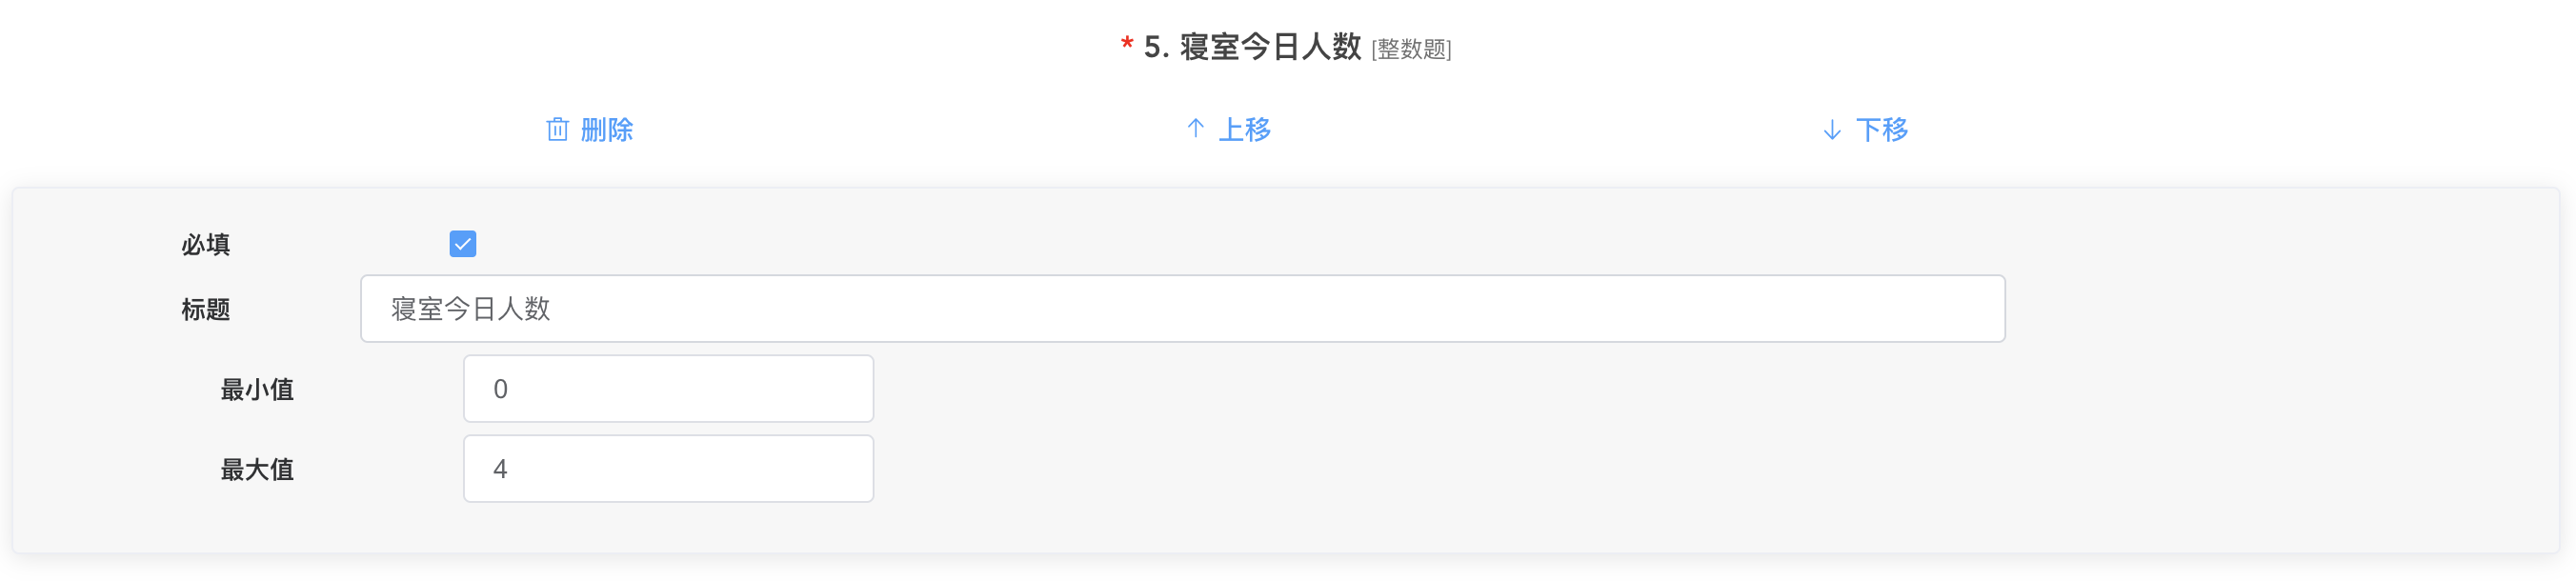 * 5. 寝室今日人数 [整数题]
删除 上移 下移
必填
标题 寝室今日人数
最小值 0
最大值 4